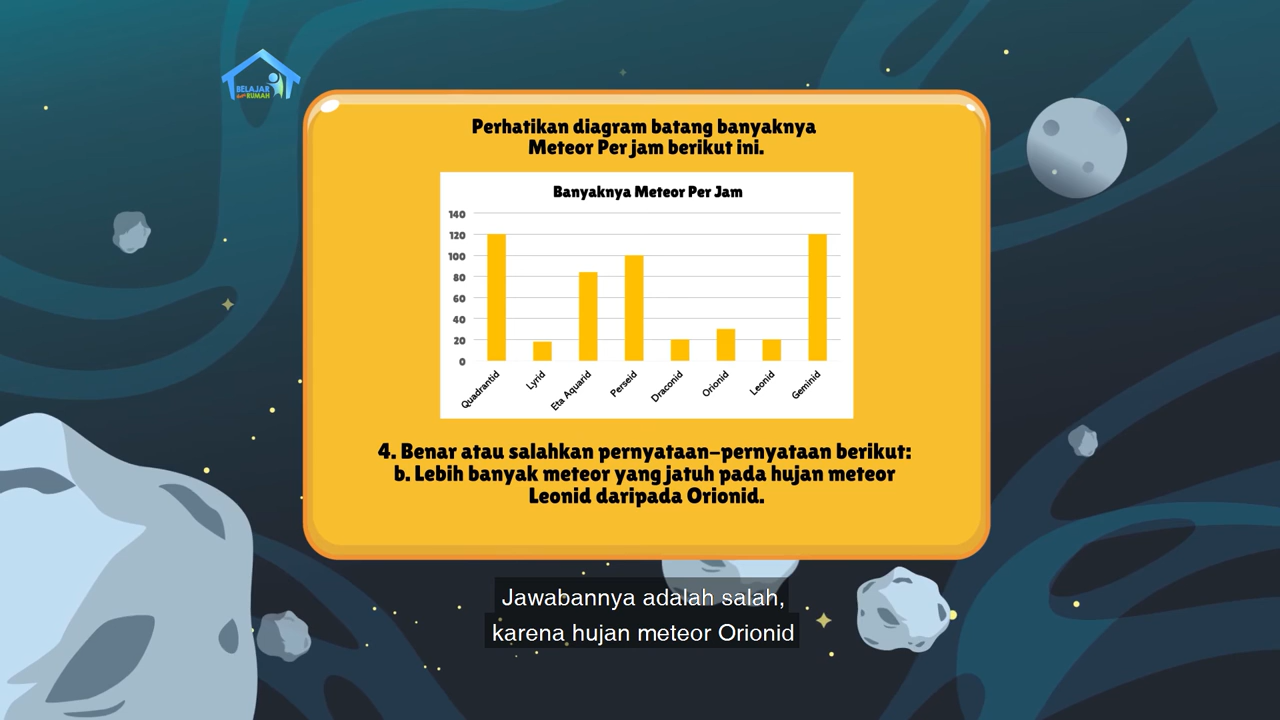 BELAJAR
dari RUMAH
Perhatikan diagram batang banyaknya
Meteor Per jam berikut ini.
Banyaknya Meteor Per Jam
140
120
100
80
60
40
20
0
Quadrantid
Lyrid
Eta Aquarid
Perseid
Draconid
Orionid
Leonid
Geminid
4. Benar atau salahkan pernyataan-pernyataan berikut:
b. Lebih banyak meteor yang jatuh pada hujan meteor
Leonid daripada Orionid.
Jawabannya adalah salah,
karena hujan meteor Orionid